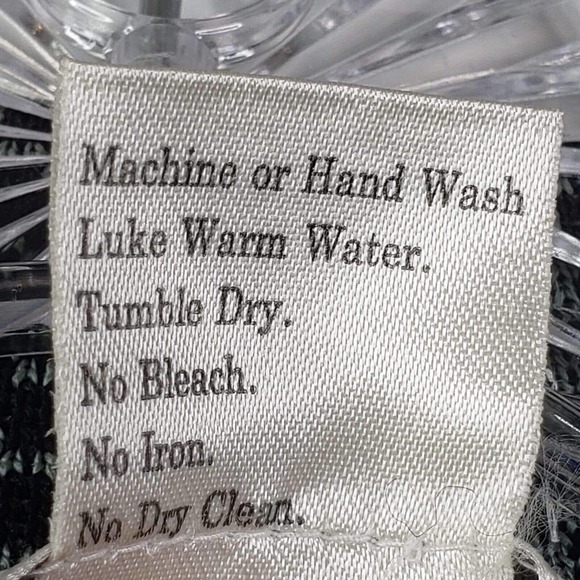 Machine or Hand Wash
Luke Warm Water.
Tumble Dry.
No Bleach.
No Iron.
No Dry Clean.